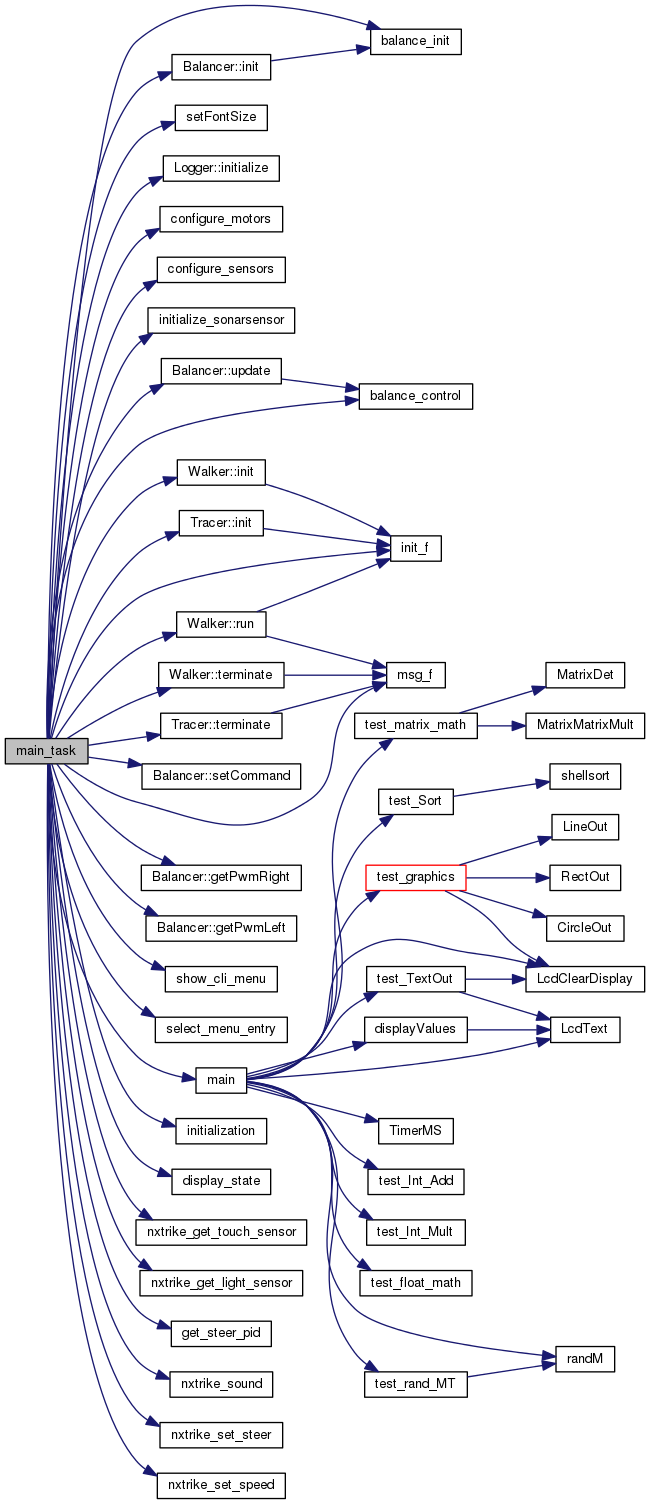 balance_init
Balancer::init
setFontSize
Logger::initialize
configure_motors
configure_sensors
initialize_sonarsensor
Balancer::update
balance_control
Walker::init
Tracer::init
init_f
Walker::run
Walker::terminate
msg_f
MatrixDet
Tracer::terminate
test_matrix_math
MatrixMatrixMult
main_task
Balancer::setCommand
shellsort
test_Sort
LineOut
Balancer::getPwmRight
test_graphics
RectOut
Balancer::getPwmLeft
CircleOut
show_cli_menu
test_TextOut
LcdClearDisplay
select_menu_entry
displayValues
LcdText
main
initialization
TimerMS
display_state
test_Int_Add
nxtrike_get_touch_sensor
test_Int_Mult
nxtrike_get_light_sensor
test_float_math
get_steer_pid
randM
nxtrike_sound
test_rand_MT
nxtrike_set_steer
nxtrike_set_speed